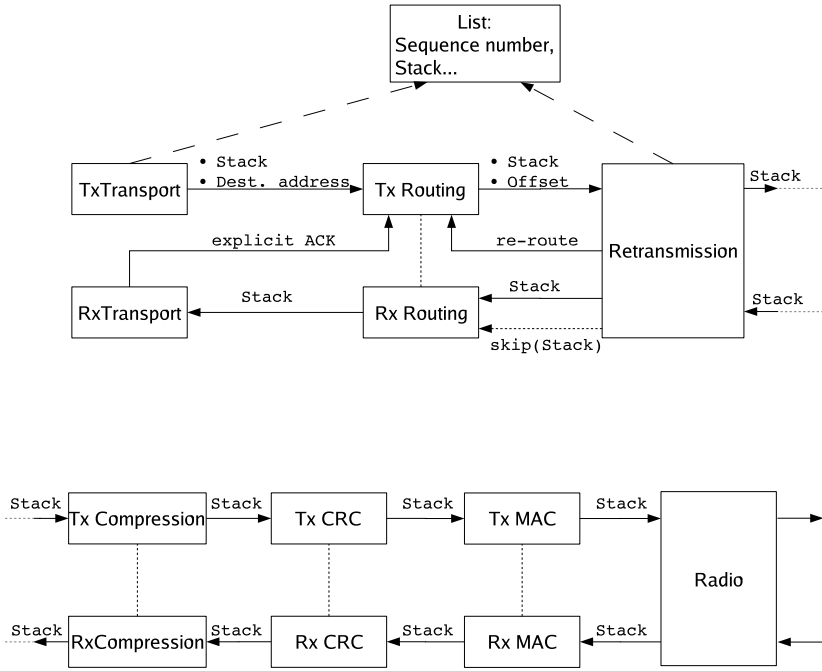 List:
Sequence number,
Stack...
• Stack
• Dest. address
• Stack
• Offset
TxTransport
Tx Routing
Stack
explicit ACK
re-route
Retransmission
Stack
Stack
Stack
RxTransport
Rx Routing
skip(Stack)
Stack
Tx Compression
Stack
Tx CRC
Stack
Tx MAC
Stack
Radio
Stack
RxCompression
Stack
Rx CRC
Stack
Rx MAC
Stack